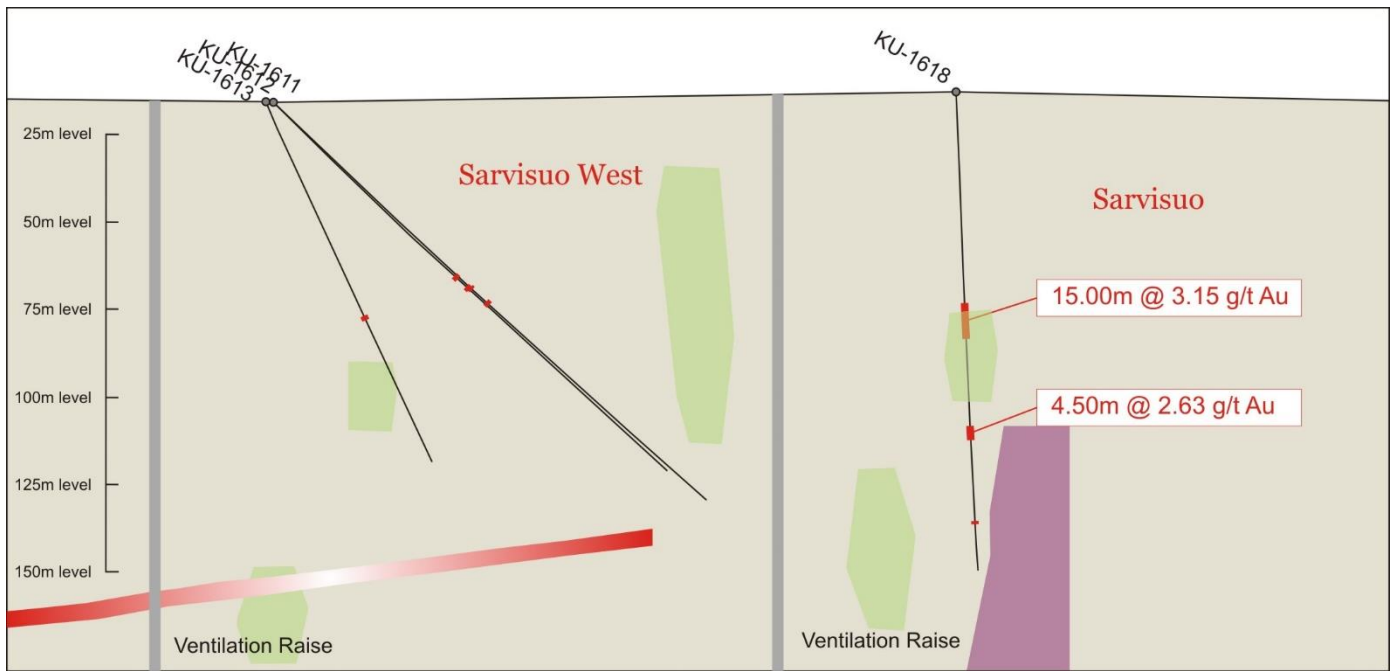 KU-1611
KU-1612
KU-1613
KU-1618
25m level
50m level
75m level
100m level
125m level
150m level
Sarvisuo West
Sarvisuo
15.00m @ 3.15 g/t Au
4.50m @ 2.63 g/t Au
Ventilation Raise
Ventilation Raise